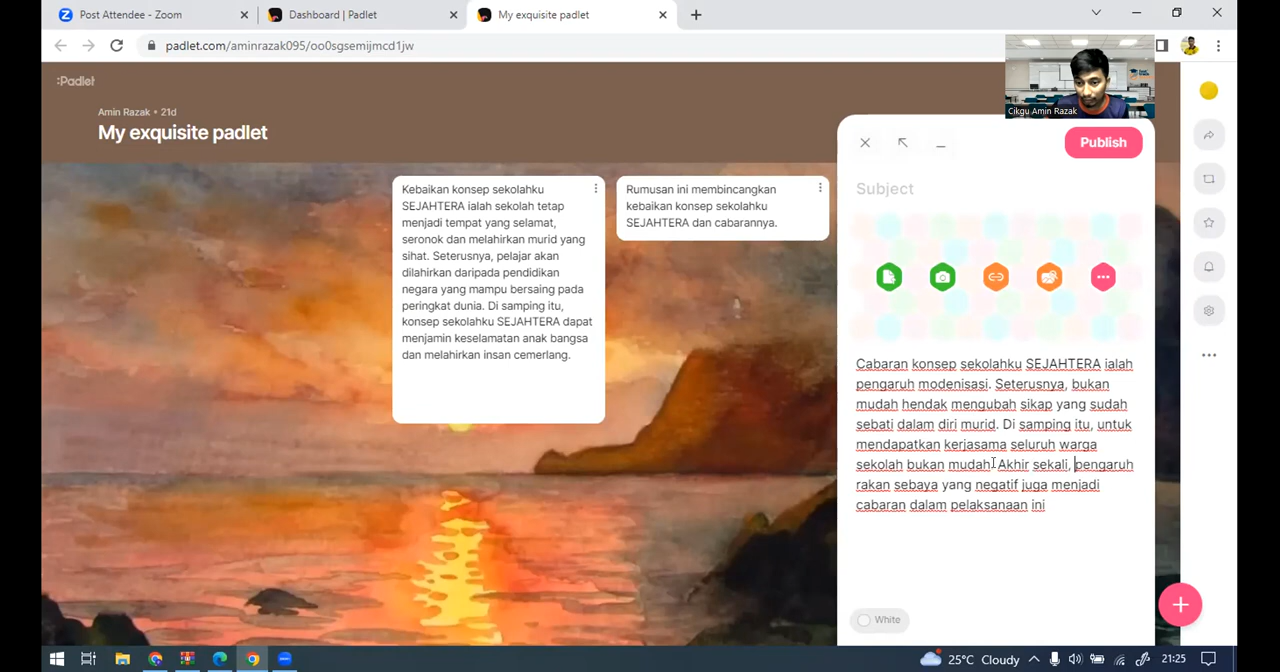 Post Attendee - Zoom
Dashboard | Padlet
My exquisite padlet
padlet.com/aminrazak095/oo0sgsemijmcd1jw
:Padlet
Amin Razak • 21d
My exquisite padlet
Cikgu Amin Razak
Kebaikan konsep sekolahku
SEJAHTERA ialah sekolah tetap
menjadi tempat yang selamat,
seronok dan melahirkan murid yang
sihat. Seterusnya, pelajar akan
dilahirkan daripada pendidikan
negara yang mampu bersaing pada
peringkat dunia. Di samping itu,
konsep sekolahku SEJAHTERA dapat
menjamin keselamatan anak bangsa
dan melahirkan insan cemerlang.
Rumusan ini membincangkan
kebaikan konsep sekolahku
SEJAHTERA dan cabarannya.
Publish
Subject
Cabaran konsep sekolahku SEJAHTERA ialah
pengaruh modenisasi. Seterusnya, bukan
mudah hendak mengubah sikap yang sudah
sebati dalam diri murid. Di samping itu, untuk
mendapatkan kerjasama seluruh warga
sekolah bukan mudah. Akhir sekali, pengaruh
rakan sebaya yang negatif juga menjadi
cabaran dalam pelaksanaan ini
White
25°C Cloudy
21:25